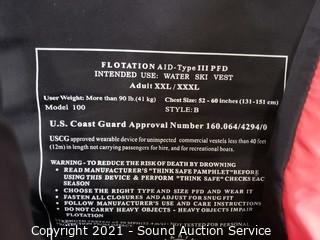 FLOTATION AID-Type III PFD
INTENDED USE: WATER SKI VEST
Adult XXL/XXXL
User Weight: More than 90 lb.(41 kg) Chest Size: 52 - 60 inches (131-151 cm)
Model 100 STYLE:B
U.S. Coast Guard Approval Number 160.064/4294/0
USCG approved wearable device for uninspected commercial vessels less than 40 feet
(12m) in length not carrying passengers for hire, and for recreational boats.
WARNING - TO REDUCE THE RISK OF DEATH BY DROWNING
• READ MANUFACTURER'S "THINK SAFE PAMPHLET" BEFORE
USING THIS DEVICE & PERFORM "THINK SAFE" CHECKS EACH
SEASON
• CHOOSE THE RIGHT TYPE AND SIZE PFD AND WEAR IT
• FASTEN ALL CLOSURES AND ADJUST FOR SNUG FIT
• FOLLOW MANUFACTURER'S USE AND CARE INSTRUCTIONS
• DO NOT CARRY HEAVY OBJECTS - HEAVY OBJECTS IMPAIR
FLOTATION
Copyright © 2021 - Sound Auction Service